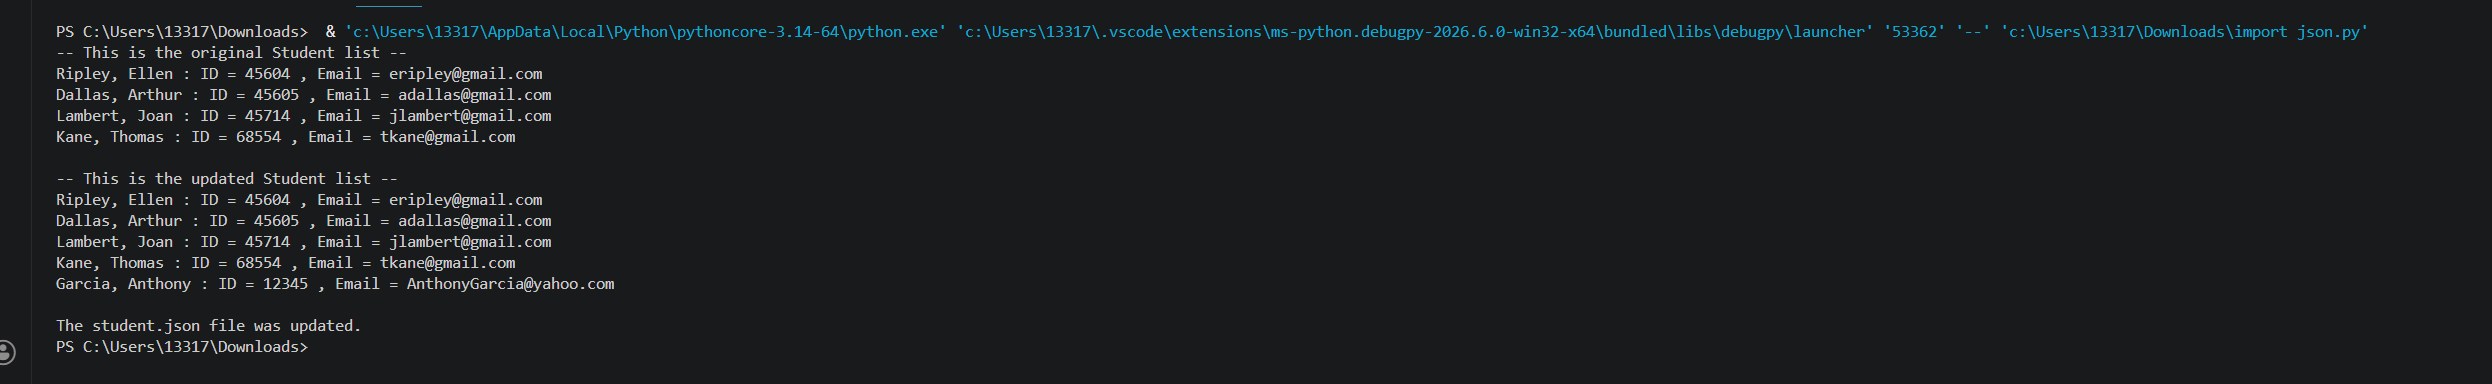 PS C:\Users\13317\Downloads>  & 'c:\Users\13317\AppData\Local\Python\pythoncore-3.14-64\python.exe' 'c:\Users\13317\.vscode\extensions\ms-python.debugpy-2026.6.0-win32-x64\bundled\libs\debugpy\launcher' '53362' '--' 'c:\Users\13317\Downloads\import json.py'
-- This is the original Student list --
Ripley, Ellen : ID = 45604 , Email = eripley@gmail.com
Dallas, Arthur : ID = 45605 , Email = adallas@gmail.com
Lambert, Joan : ID = 45714 , Email = jlambert@gmail.com
Kane, Thomas : ID = 68554 , Email = tkane@gmail.com

-- This is the updated Student list --
Ripley, Ellen : ID = 45604 , Email = eripley@gmail.com
Dallas, Arthur : ID = 45605 , Email = adallas@gmail.com
Lambert, Joan : ID = 45714 , Email = jlambert@gmail.com
Kane, Thomas : ID = 68554 , Email = tkane@gmail.com
Garcia, Anthony : ID = 12345 , Email = AnthonyGarcia@yahoo.com

The student.json file was updated.
PS C:\Users\13317\Downloads>